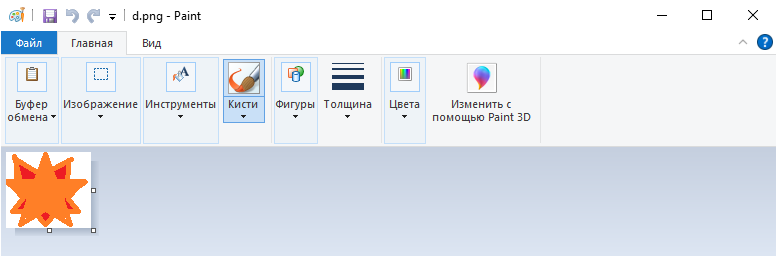 d.png - Paint
Файл Главная Вид
Буфер обмена Изображение Инструменты Кисти Фигуры Толщина Цвета Изменить с помощью Paint 3D